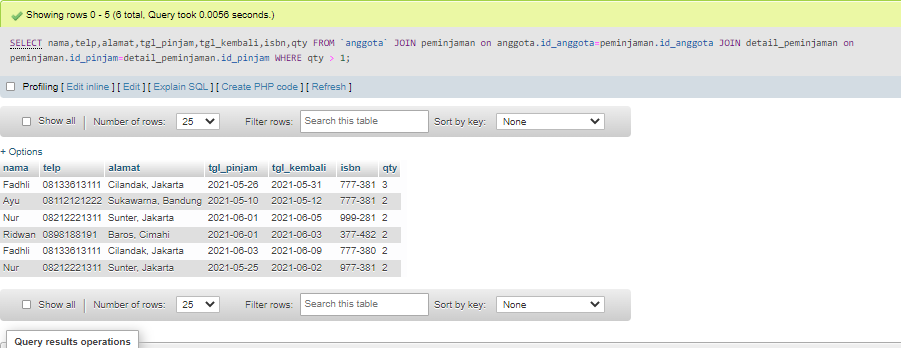 Showing rows 0 - 5 (6 total, Query took 0.0056 seconds.)
SELECT nama,telp,alamat,tgl_pinjam,tgl_kembali,isbn,qty FROM `anggota` JOIN peminjaman on anggota.id_anggota=peminjaman.id_anggota JOIN detail_peminjaman on
peminjaman.id_pinjam=detail_peminjaman.id_pinjam WHERE qty > 1;
Profiling [ Edit inline ] [ Edit ] [ Explain SQL ] [ Create PHP code ] [ Refresh ]
Show all | Number of rows: 25 Filter rows: Search this table Sort by key: None
+ Options
nama telp alamat tgl_pinjam tgl_kembali isbn qty
Fadhli 08133613111 Cilandak, Jakarta 2021-05-26 2021-05-31 777-381 3
Ayu 08112121222 Sukawarna, Bandung 2021-05-10 2021-05-12 777-381 2
Nur 08212221311 Sunter, Jakarta 2021-06-01 2021-06-05 999-281 2
Ridwan 0898188191 Baros, Cimahi 2021-06-01 2021-06-03 377-482 2
Fadhli 08133613111 Cilandak, Jakarta 2021-06-03 2021-06-09 777-380 2
Nur 08212221311 Sunter, Jakarta 2021-05-25 2021-06-02 977-381 2
Show all | Number of rows: 25 Filter rows: Search this table Sort by key: None
Query results operations